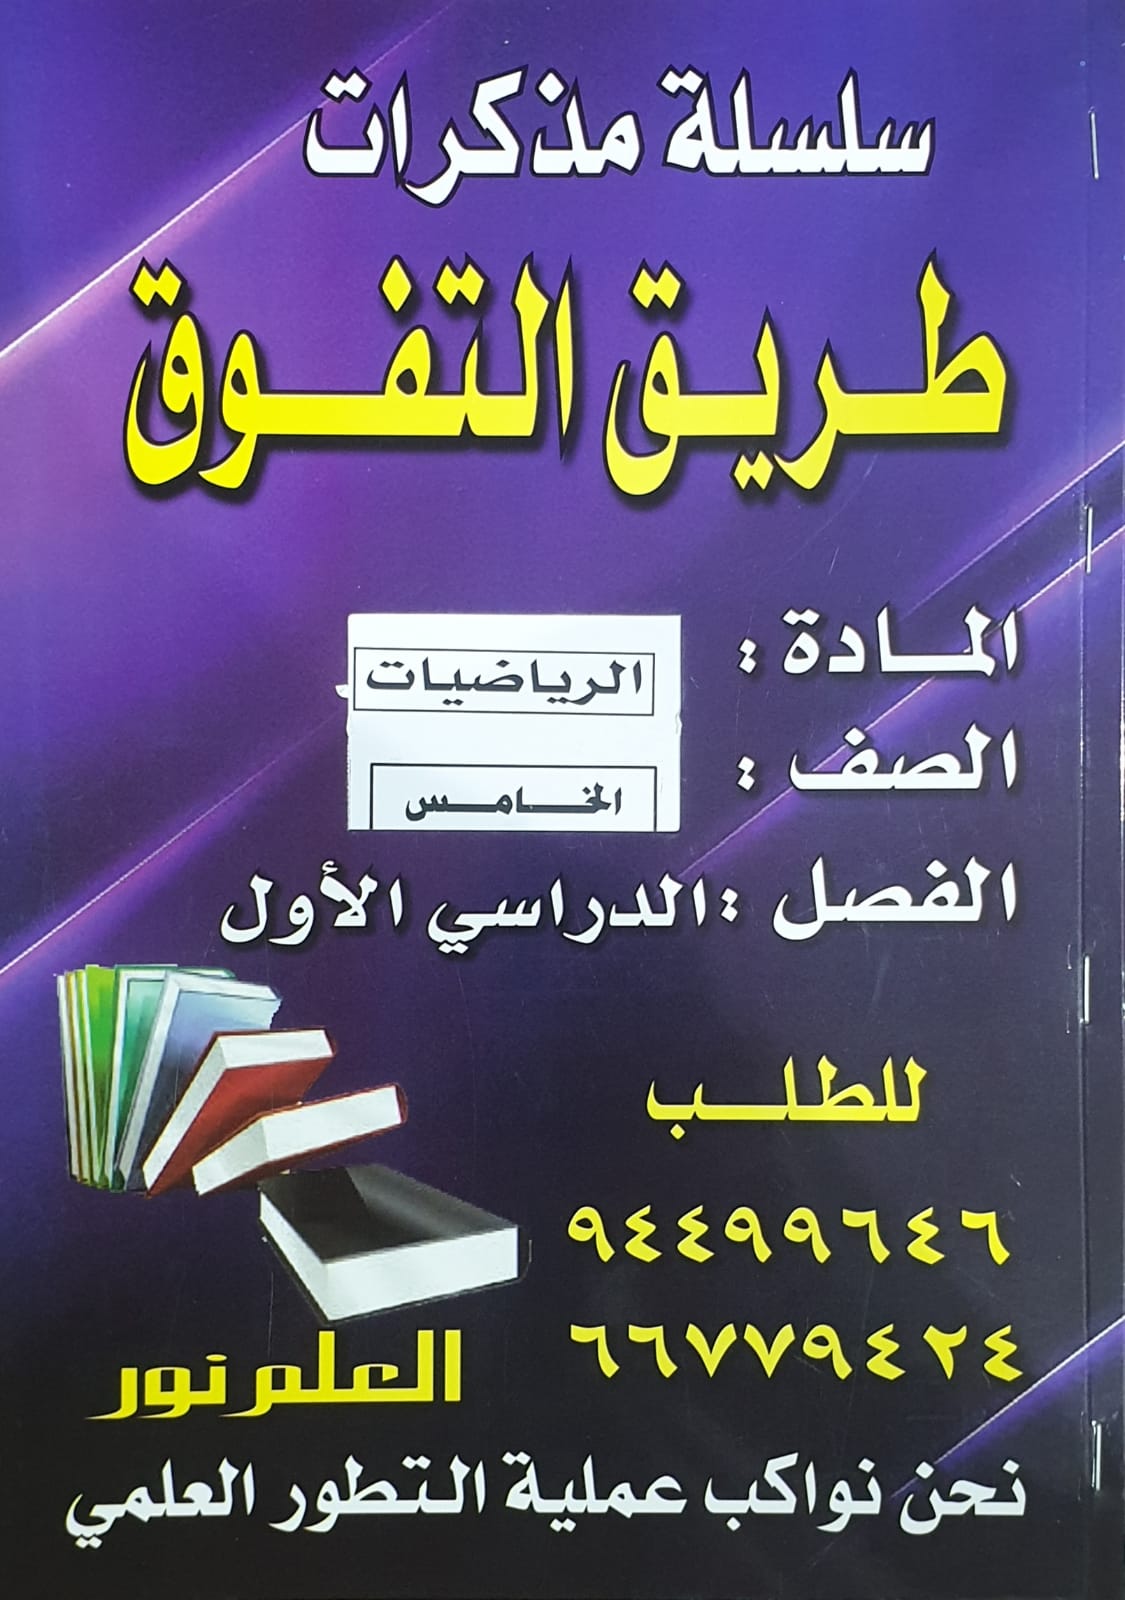 سلسلة مذكرات
طريق التفوق
المادة :
الرياضيات
الصف :
الخامس
الفصل : الدراسي الأول
للطلب
٩٤٤٩٩٦٤٦
٦٦٧٧٩٤٢٤
العلم نور
نحن نواكب عملية التطور العلمي